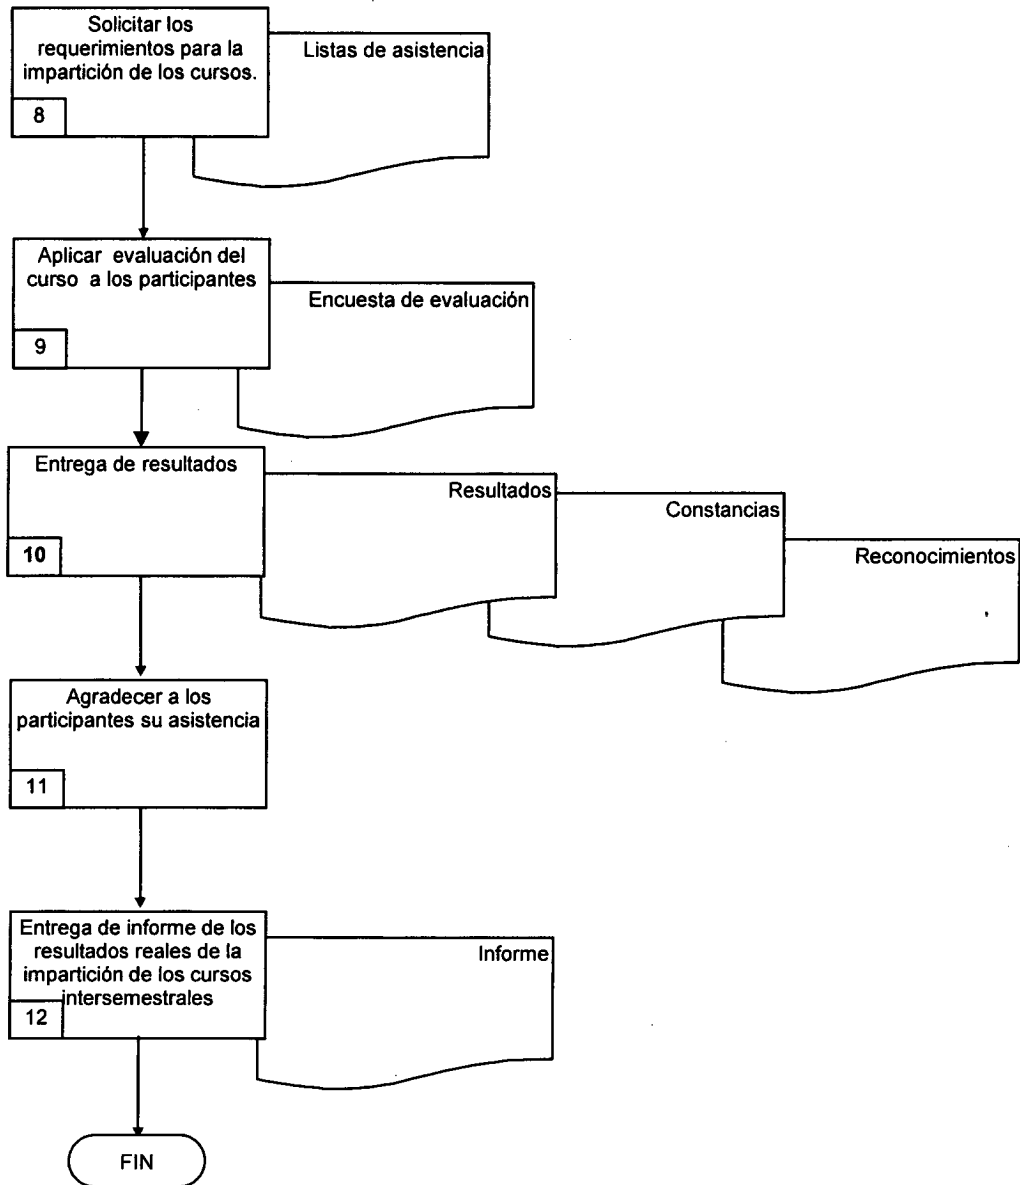 Solicitar los
requerimientos para la
impartición de los cursos.
8
Listas de asistencia
Aplicar evaluación del
curso a los participantes
9
Encuesta de evaluación
Entrega de resultados
10
Resultados
Constancias
Reconocimientos
Agradecer a los
participantes su asistencia
11
Entrega de informe de los
resultados reales de la
impartición de los cursos
intersemestrales
12
Informe
FIN